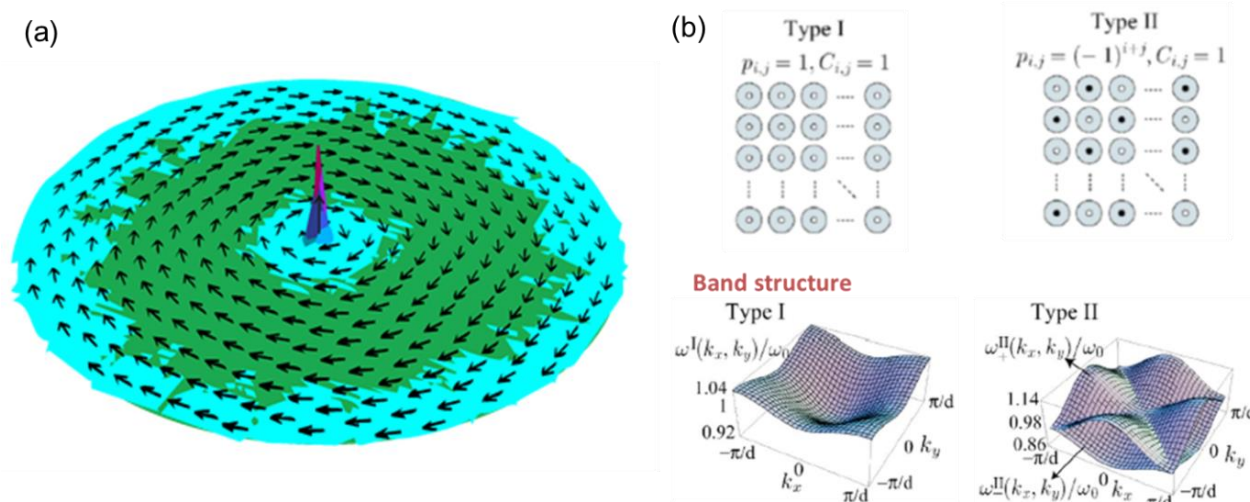 (a)
(b)
Type I
p_{i,j} = 1, C_{i,j} = 1
Type II
p_{i,j} = (− 1)^{i+j}, C_{i,j} = 1
Band structure
Type I
ω^I(k_x, k_y)/ω_0
1.04
1
0.92
−π/d
0
k_x
π/d
−π/d
0
k_y
π/d
Type II
ω_+^{II}(k_x, k_y)/ω_0
1.14
0.98
0.86
−π/d
ω_−^{II}(k_x, k_y)/ω_0
0
k_x
π/d
−π/d
0
k_y
π/d